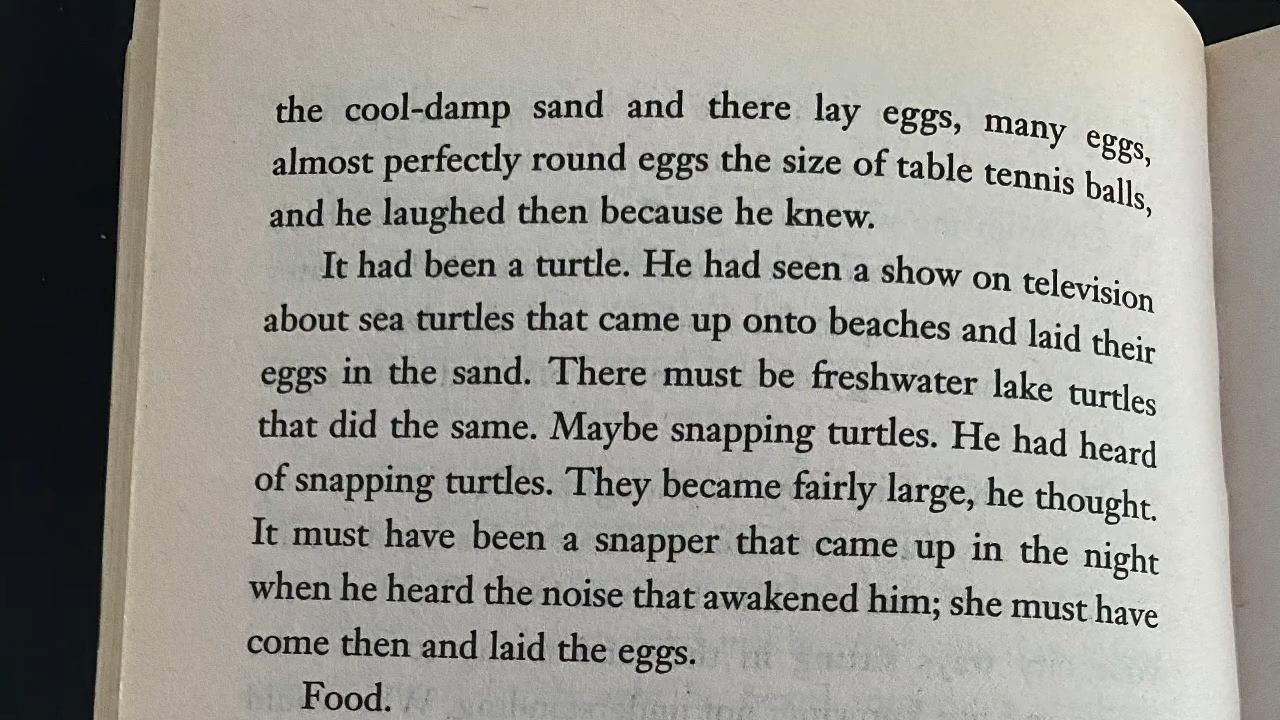 the cool-damp sand and there lay eggs, many eggs,
almost perfectly round eggs the size of table tennis balls,
and he laughed then because he knew.
It had been a turtle. He had seen a show on television
about sea turtles that came up onto beaches and laid their
eggs in the sand. There must be freshwater lake turtles
that did the same. Maybe snapping turtles. He had heard
of snapping turtles. They became fairly large, he thought.
It must have been a snapper that came up in the night
when he heard the noise that awakened him; she must have
come then and laid the eggs.
Food.